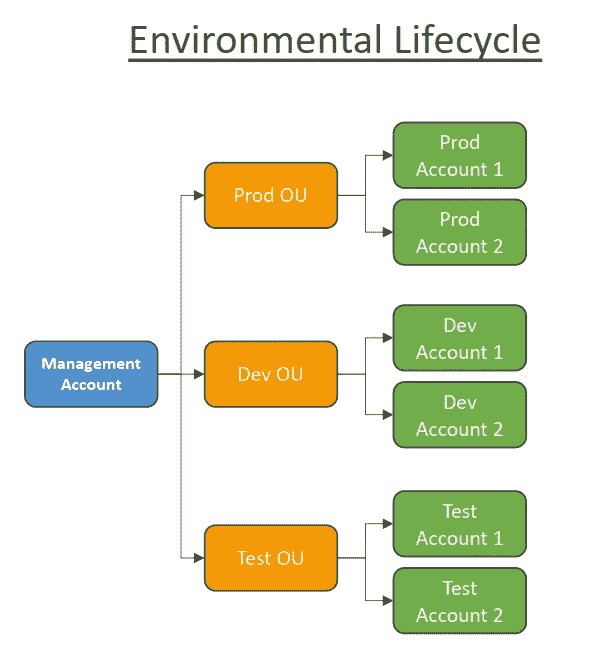 Environmental Lifecycle
Prod
Account 1
Prod OU
Prod
Account 2
Dev
Account 1
Management
Account
Dev OU
Dev
Account 2
Test
Account 1
Test OU
Test
Account 2